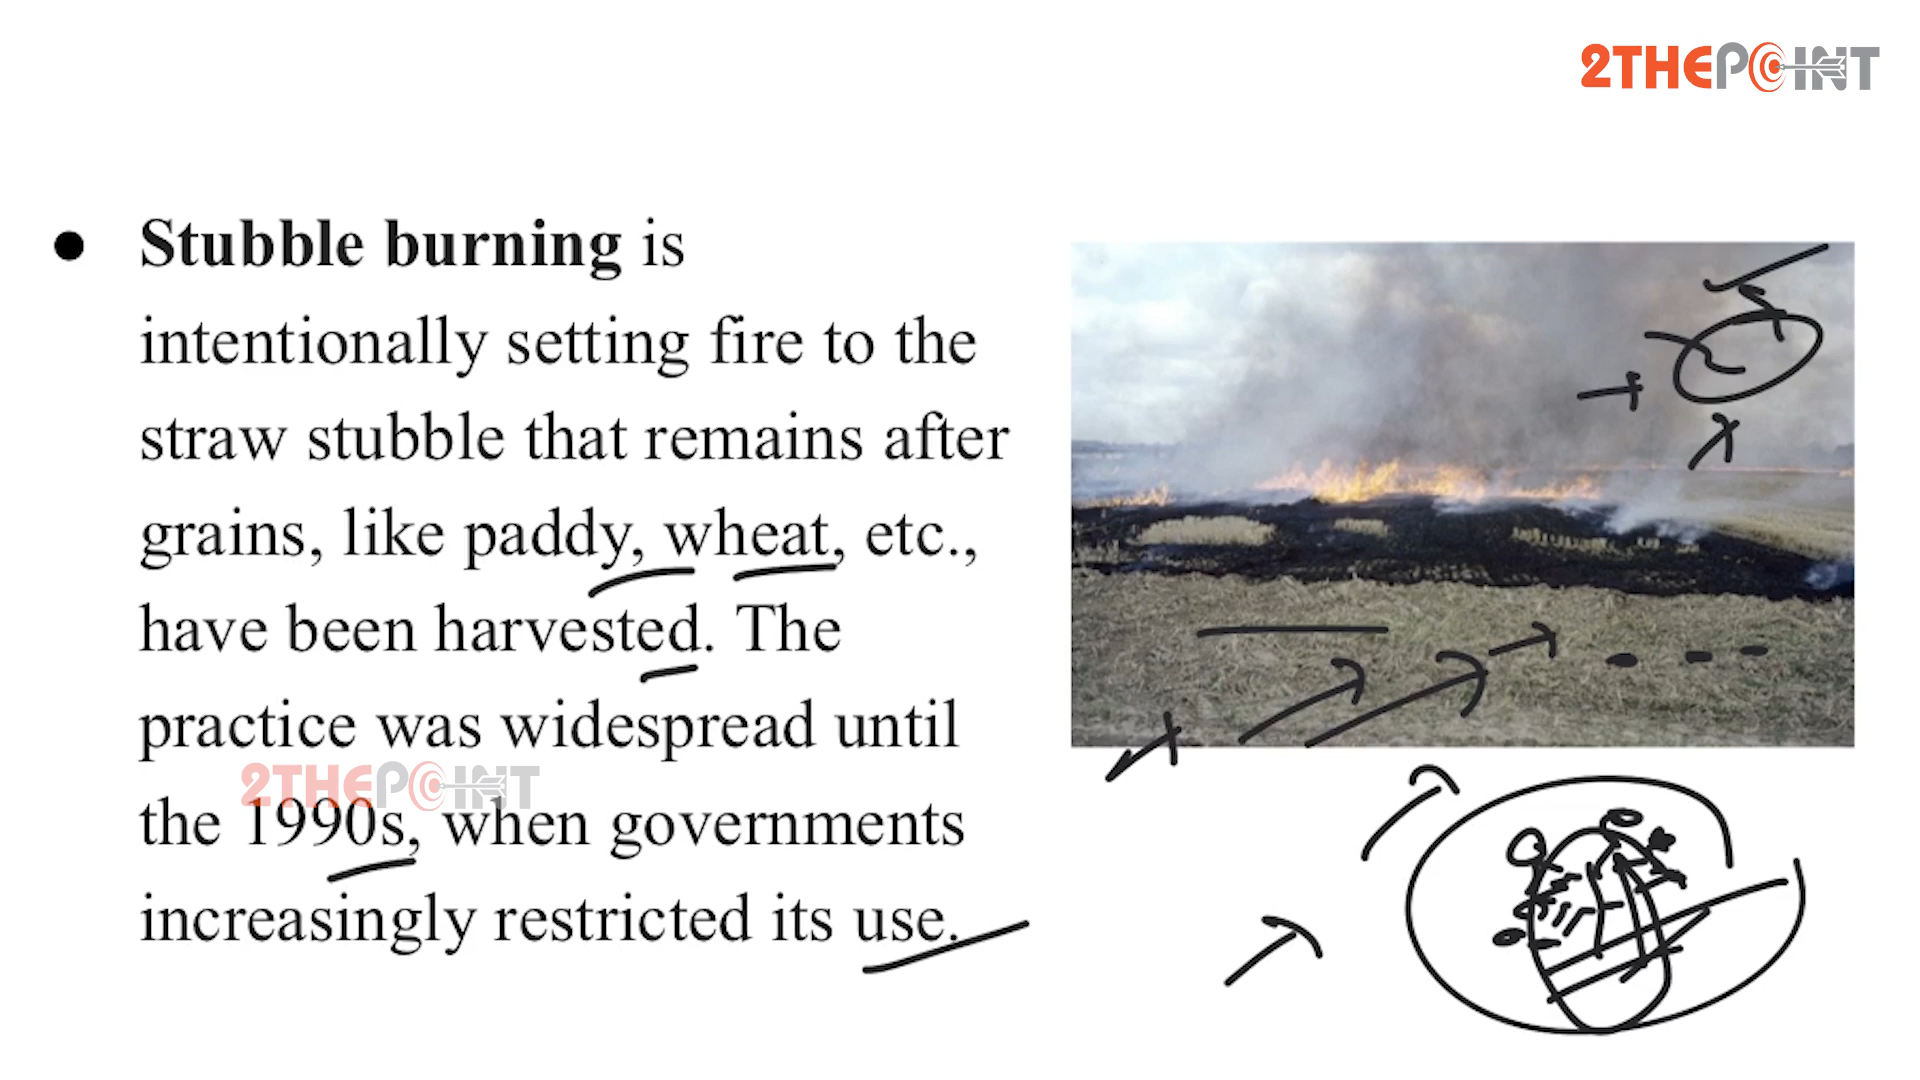 2THEPOINT
● Stubble burning is
intentionally setting fire to the
straw stubble that remains after
grains, like paddy, wheat, etc.,
have been harvested. The
practice was widespread until
2THEPOINT
the 1990s, when governments
increasingly restricted its use.